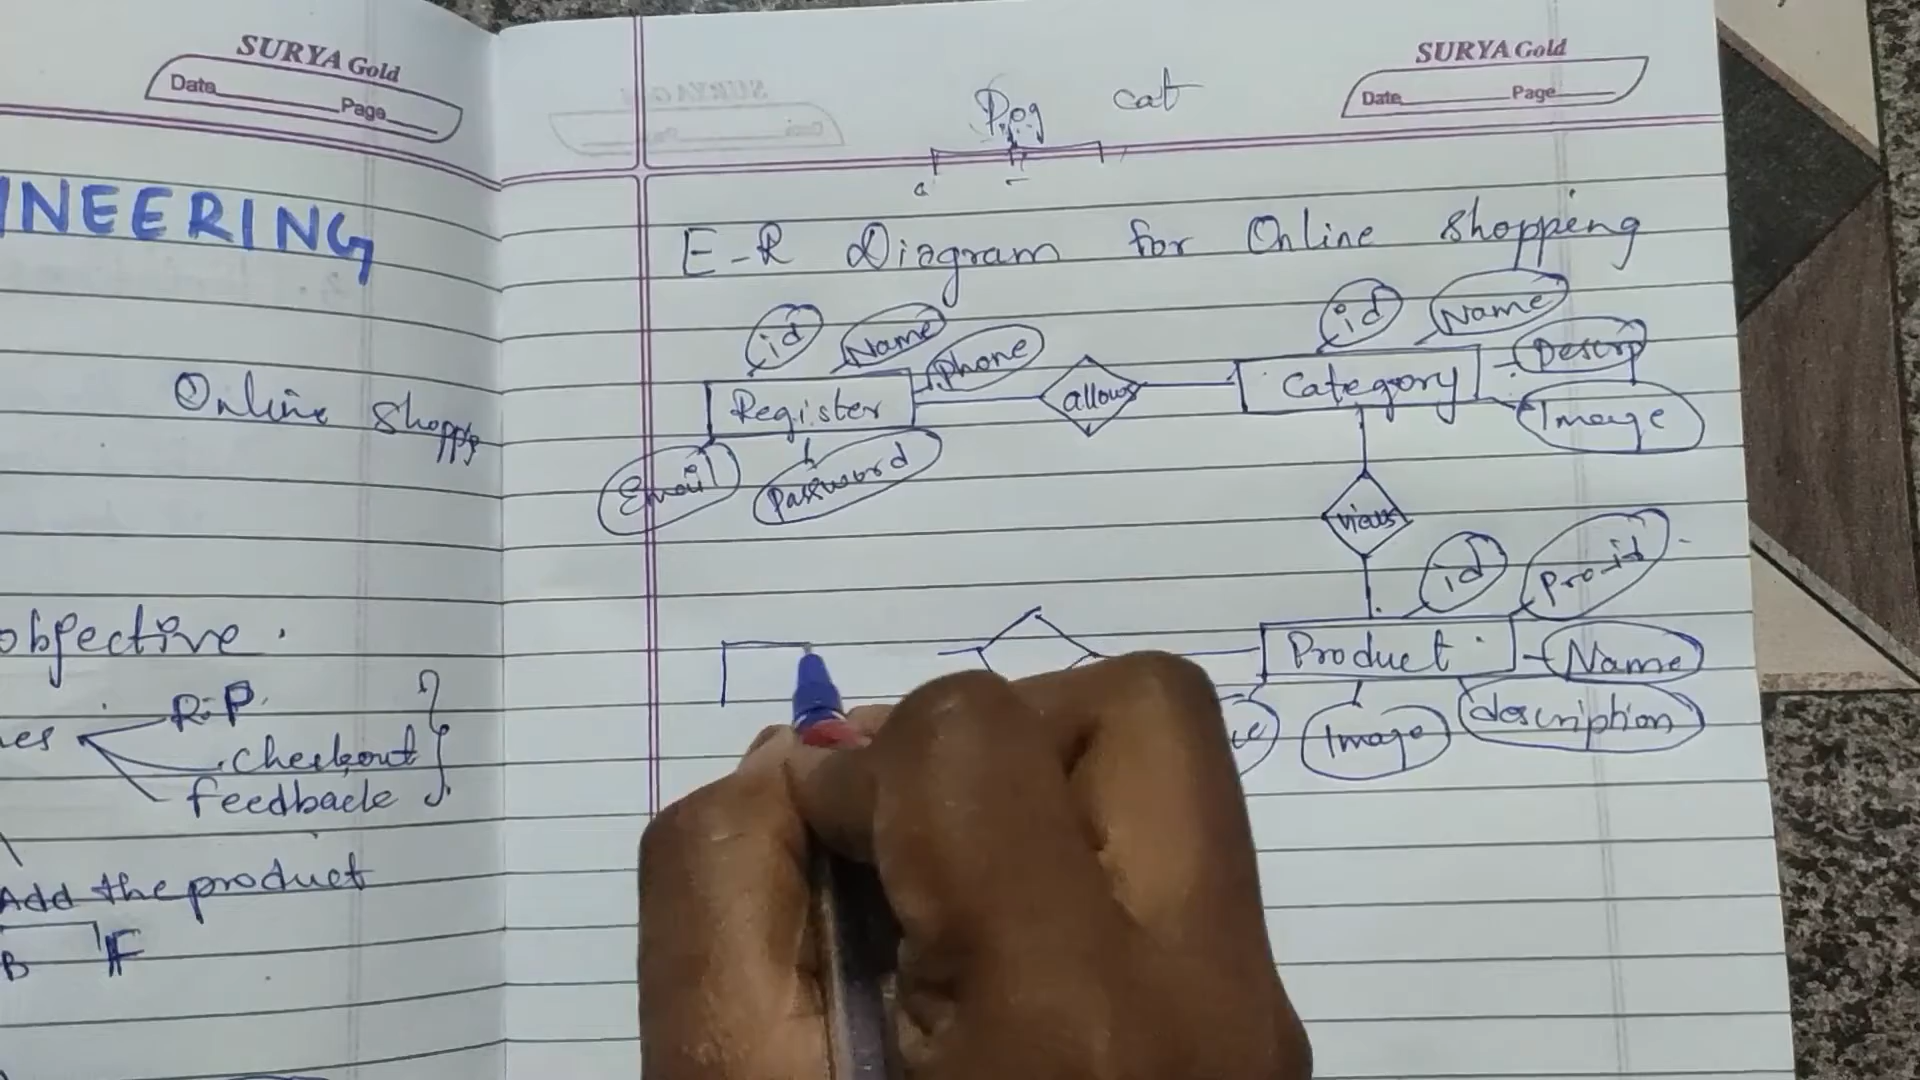 SURYA Gold
Date Page
INEERING
Online Shopp
objective.
R.P.
checkout
feedback
Add the product
B F
SURYA Gold
Date Page
Dog cat
E-R Diagram for Online Shopping
id Name Phone
Register
Email Password
allows
id Name
Category
Descrp
Image
views
id Pro-id
Product
Name
Image description